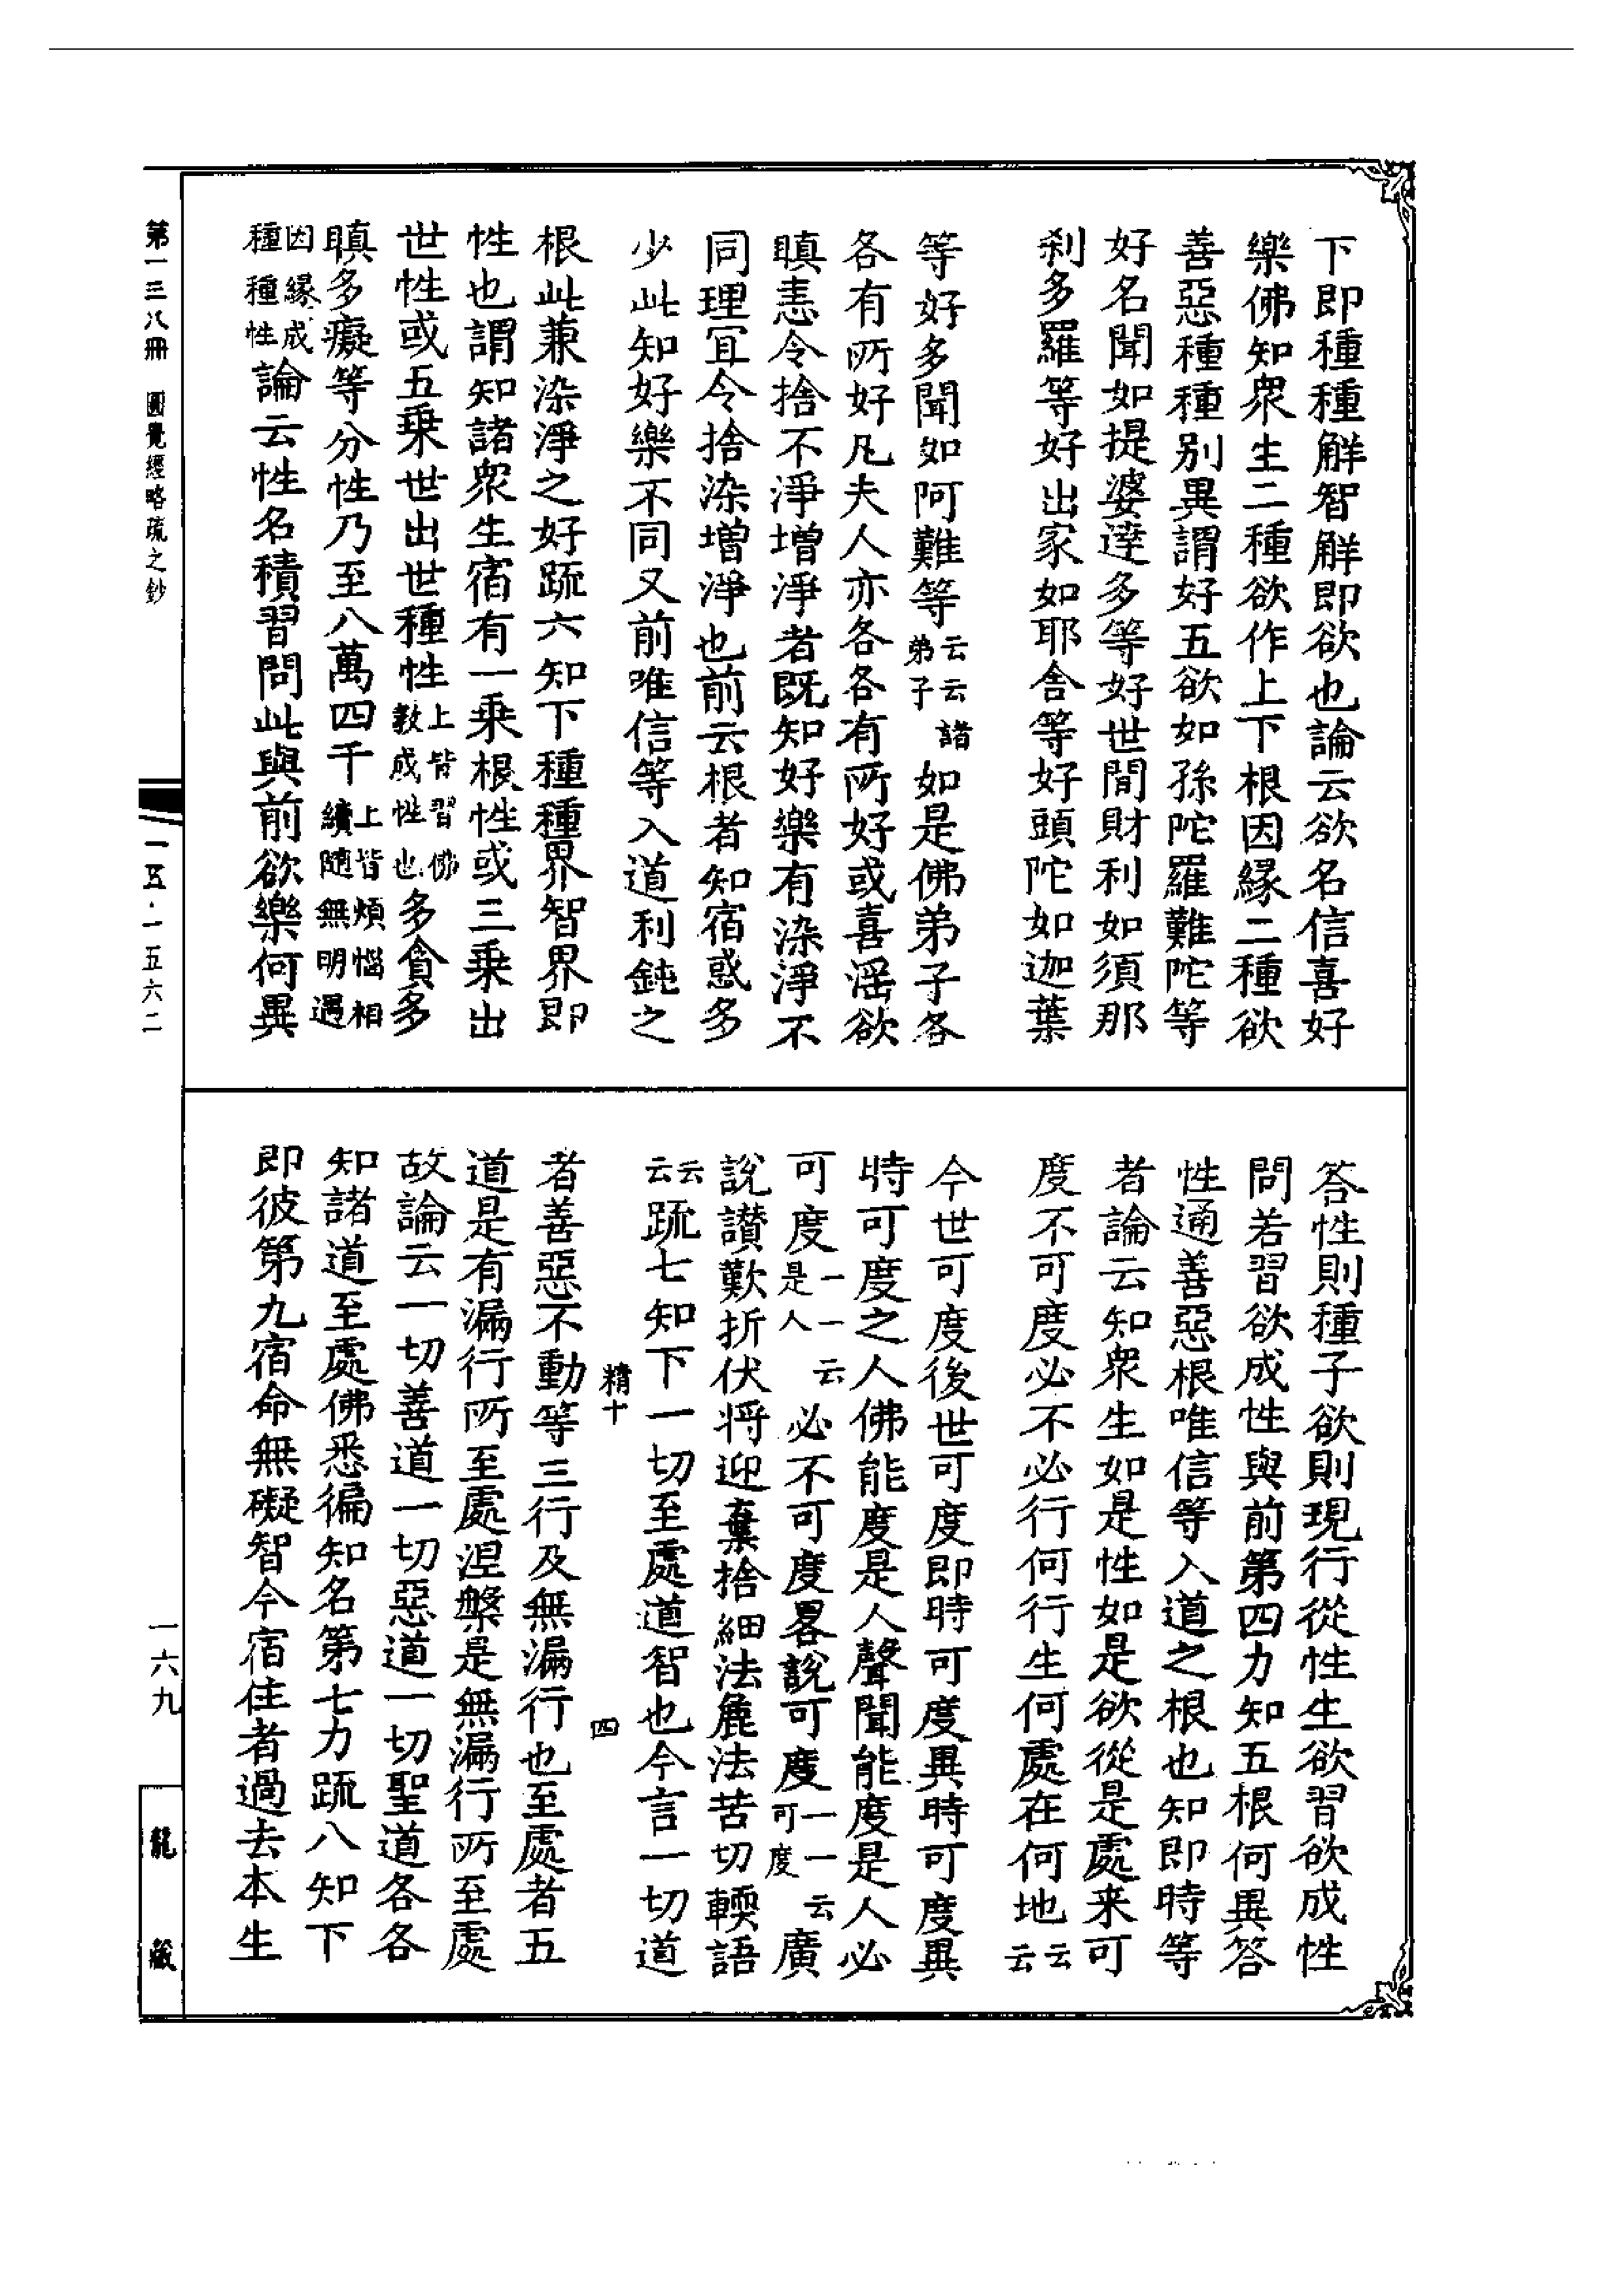 下即種種解智解即欲也論云欲名信喜好
樂佛知衆生二種欲作上下根因緣二種欲
善惡種種別異謂好五欲如孫陀羅難陀等
好名聞如提婆達多等好世間財利如須那
刹多羅等好出家如耶舍等好頭陀如迦葉
等好多聞如阿難等云云諸弟子如是佛弟子各
各有所好凡夫人亦各各有所好或喜淫欲
瞋恚令捨不淨增淨者既知好樂有染淨不
同理宜令捨染增淨也前云根者知宿惑多
少此知好樂不同又前唯信等入道利鈍之
根此兼染淨之好疏六知下種種界智界即
性也謂知諸衆生宿有一乘根性或三乘出
世性或五乘世出世種性上皆習佛教成性也多貪多
瞋多癡等分性乃至八萬四千上皆煩惱相續隨無明遇
因緣成種種性論云性名積習問此與前欲樂何異
答性則種子欲則現行從性生欲習欲成性
問若習欲成性與前第四力知五根何異答
性通善惡根唯信等入道之根也知即時等
者論云知衆生如是性如是欲從是處来可
度不可度必不必行何行生何處在何地云云
今世可度後世可度即時可度異時可度異
時可度之人佛能度是人聲聞能度是人必
可度一一云是人必不可度畧說可度一一云可度廣
說讚歎折伏将迎棄捨細法麁法苦切輭語
云云疏七知下一切至處道智也今言一切道
精十 四
者善惡不動等三行及無漏行也至處者五
道是有漏行所至處涅槃是無漏行所至處
故論云一切善道一切惡道一切聖道各各
知諸道至處佛悉徧知名第七力疏八知下
即彼第九宿命無礙智今宿住者過去本生
第一三八冊 圓覺經略疏之鈔
一五·一五六二
一六九
龍藏